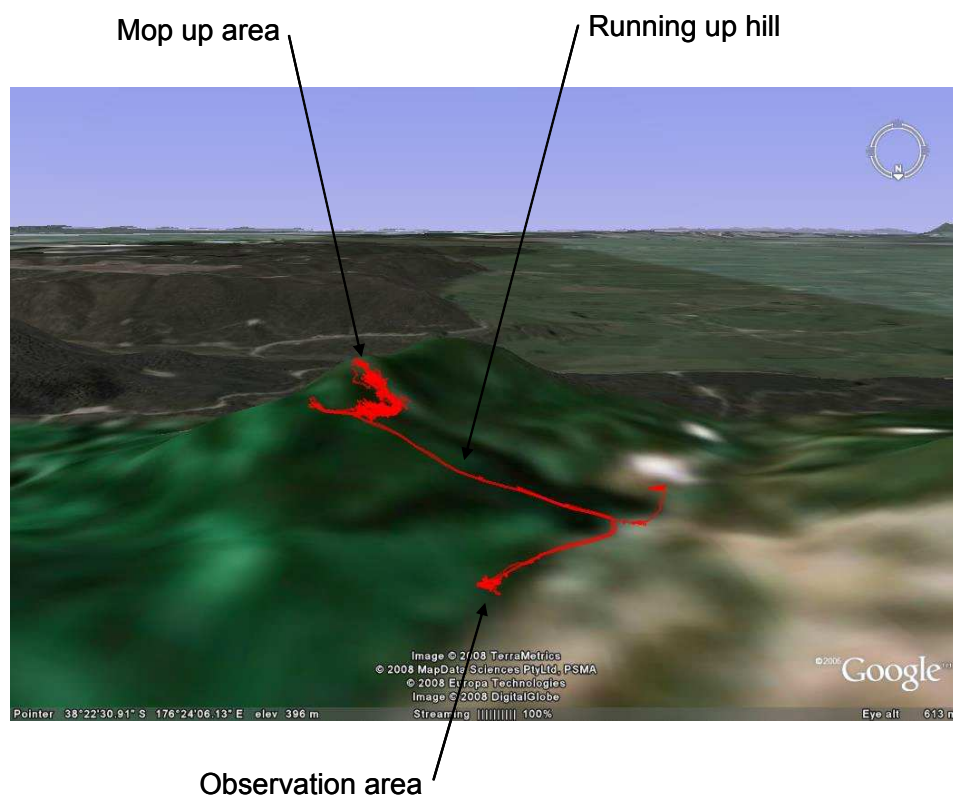 Mop up area
Running up hill
N
Image © 2008 TerraMetrics
© 2008 MapData Sciences PtyLtd, PSMA
© 2008 Europa Technologies
Image © 2008 DigitalGlobe
©2006 Google
Pointer 38°22'30.91" S 176°24'06.13" E elev 396 m
Streaming ||||||||| 100%
Eye alt 613 m
Observation area